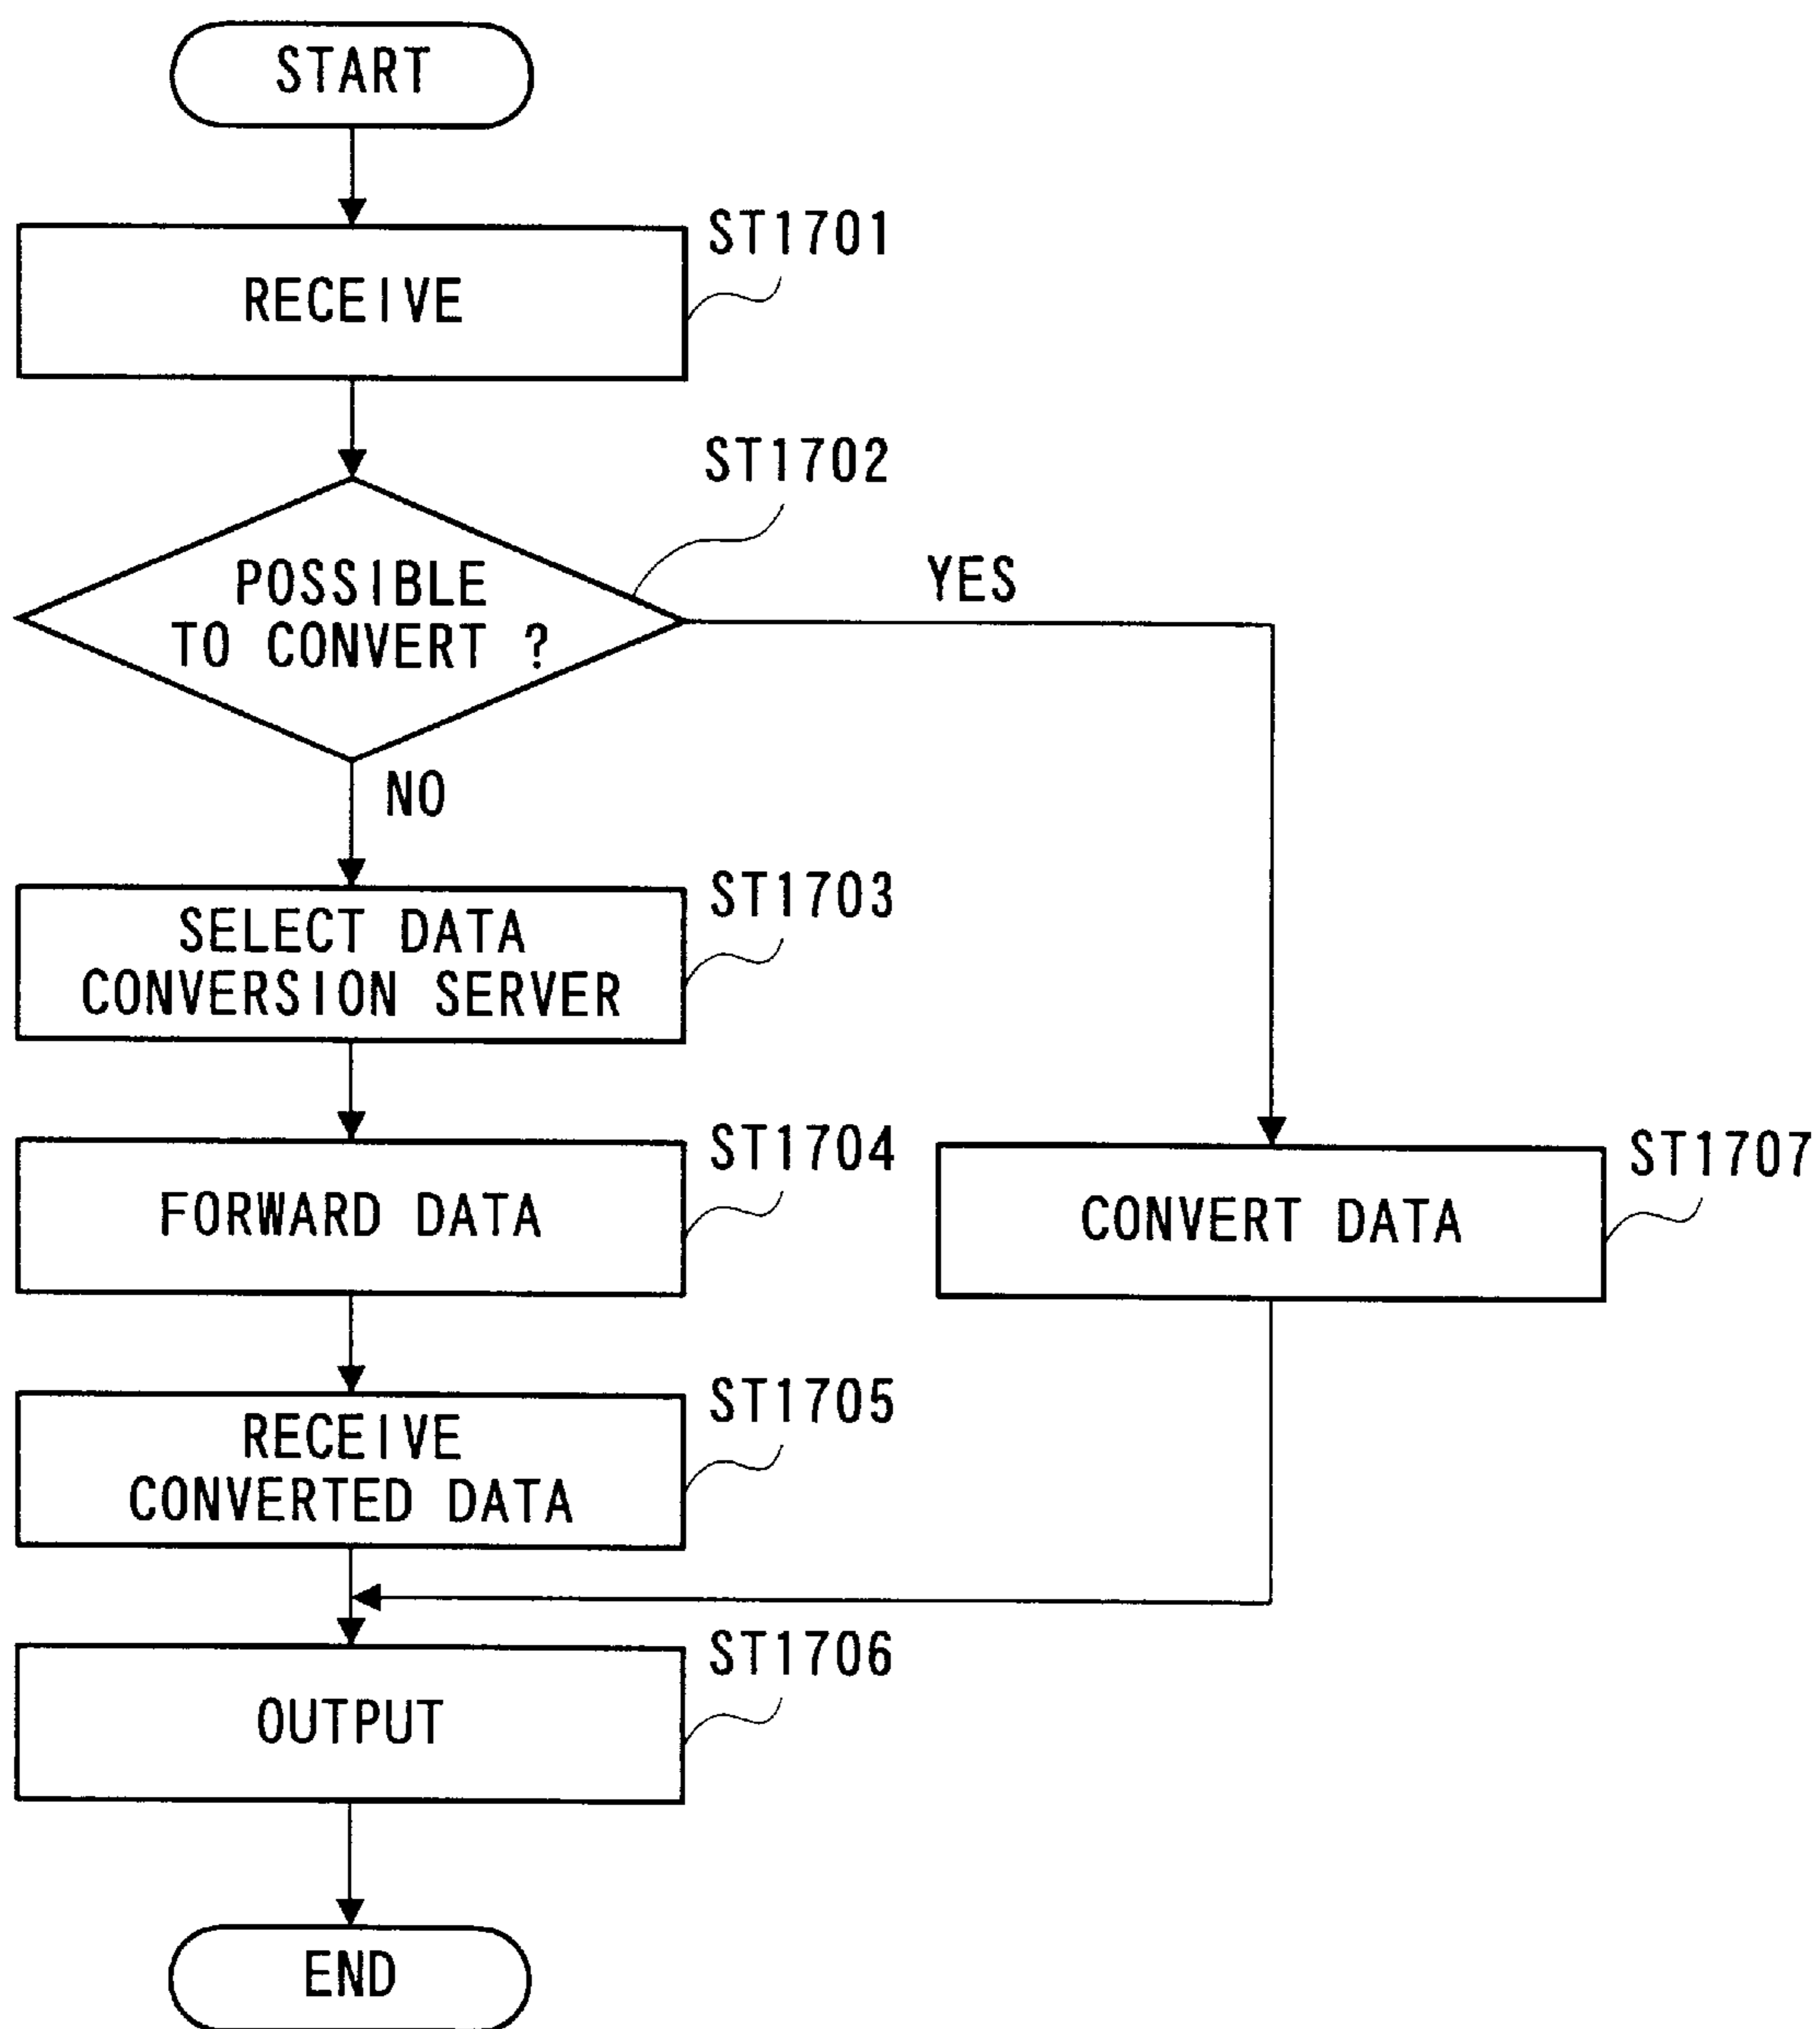 START
ST1701
RECEIVE
ST1702
POSSIBLE
TO CONVERT ?
YES
NO
ST1703
SELECT DATA
CONVERSION SERVER
ST1704
FORWARD DATA
ST1707
CONVERT DATA
ST1705
RECEIVE
CONVERTED DATA
ST1706
OUTPUT
END